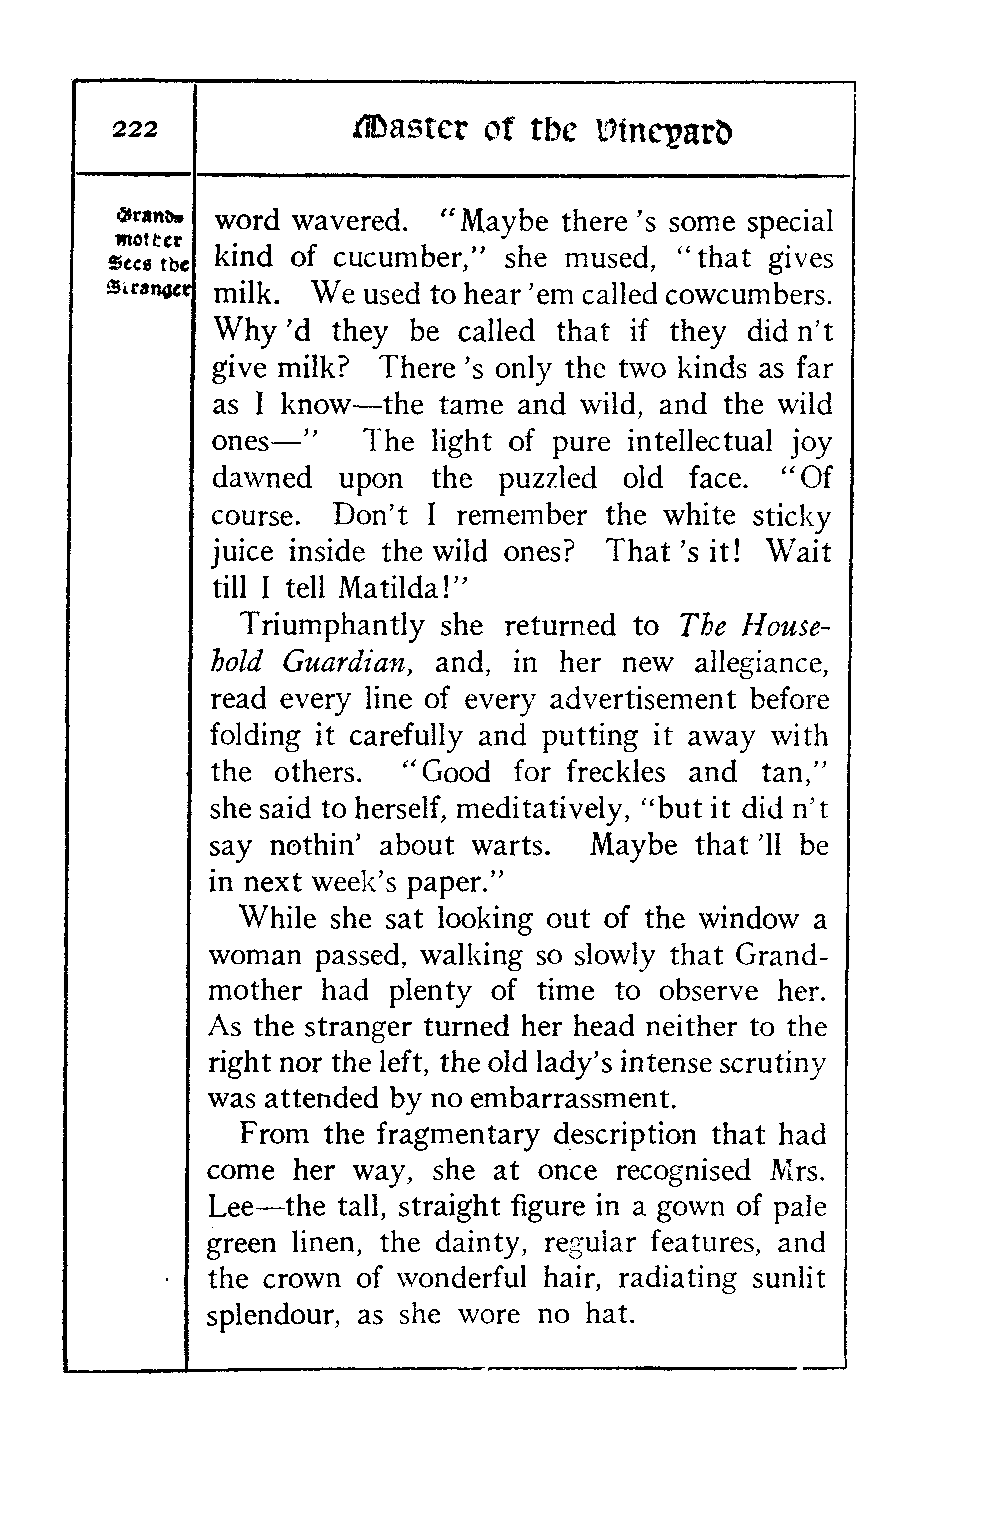 222
Master of the Vineyard
Grand-
mother
Sees the
Stranger
word wavered. “Maybe there 's some special
kind of cucumber,” she mused, “that gives
milk. We used to hear 'em called cowcumbers.
Why 'd they be called that if they did n't
give milk? There 's only the two kinds as far
as I know—the tame and wild, and the wild
ones—” The light of pure intellectual joy
dawned upon the puzzled old face. “Of
course. Don't I remember the white sticky
juice inside the wild ones? That 's it! Wait
till I tell Matilda!”
Triumphantly she returned to The House-
hold Guardian, and, in her new allegiance,
read every line of every advertisement before
folding it carefully and putting it away with
the others. “Good for freckles and tan,”
she said to herself, meditatively, “but it did n't
say nothin' about warts. Maybe that 'll be
in next week's paper.”
While she sat looking out of the window a
woman passed, walking so slowly that Grand-
mother had plenty of time to observe her.
As the stranger turned her head neither to the
right nor the left, the old lady's intense scrutiny
was attended by no embarrassment.
From the fragmentary description that had
come her way, she at once recognised Mrs.
Lee—the tall, straight figure in a gown of pale
green linen, the dainty, regular features, and
the crown of wonderful hair, radiating sunlit
splendour, as she wore no hat.